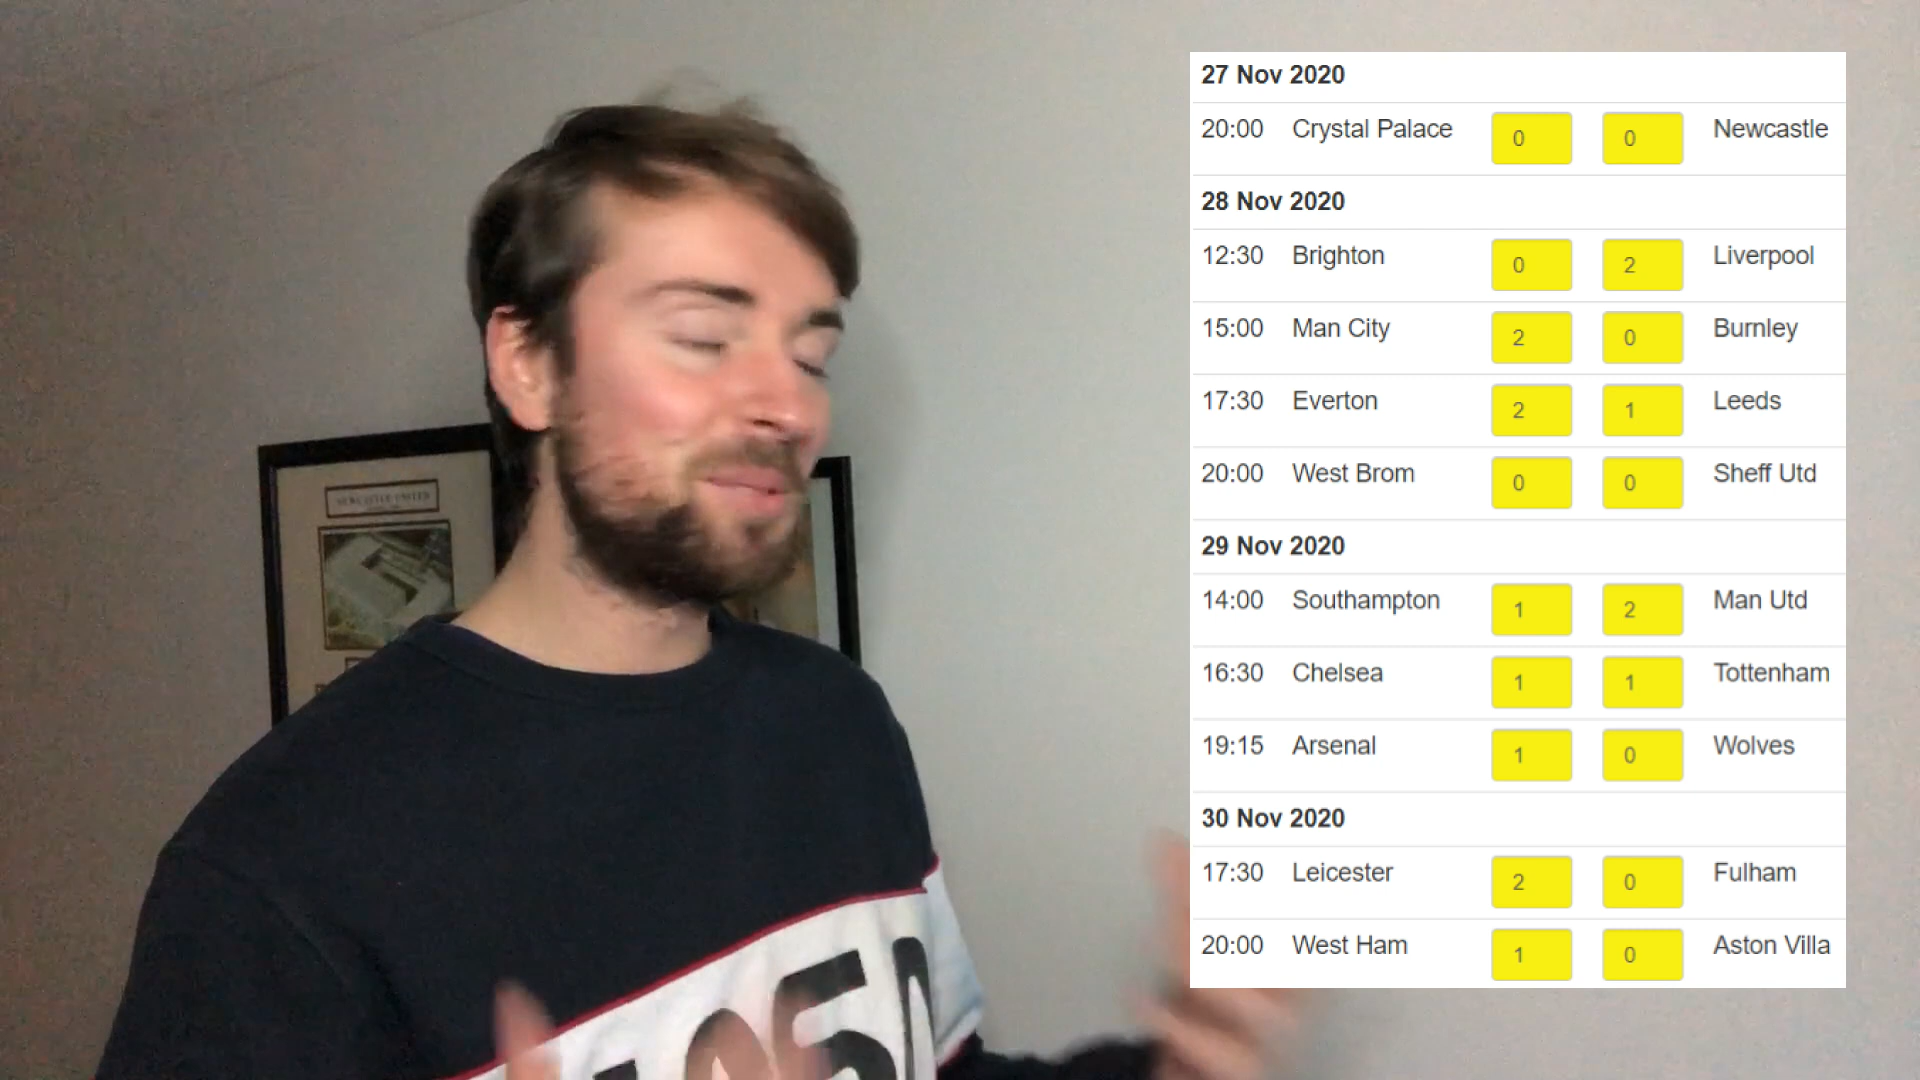 NEWCASTLE UNITED
27 Nov 2020
20:00 Crystal Palace 0 0 Newcastle
28 Nov 2020
12:30 Brighton 0 2 Liverpool
15:00 Man City 2 0 Burnley
17:30 Everton 2 1 Leeds
20:00 West Brom 0 0 Sheff Utd
29 Nov 2020
14:00 Southampton 1 2 Man Utd
16:30 Chelsea 1 1 Tottenham
19:15 Arsenal 1 0 Wolves
30 Nov 2020
17:30 Leicester 2 0 Fulham
20:00 West Ham 1 0 Aston Villa